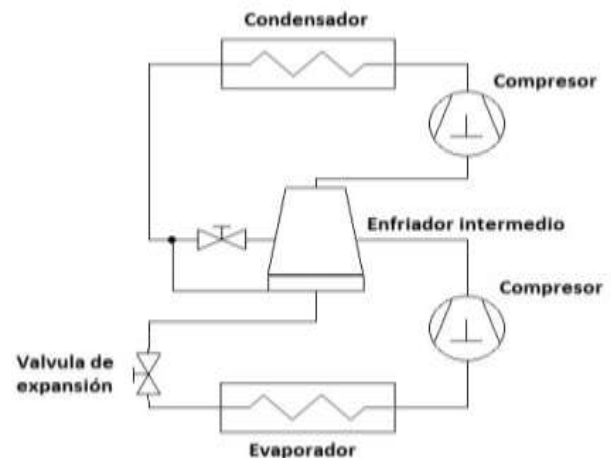 Condensador
Compresor
Enfriador intermedio
Compresor
Valvula de
expansión
Evaporador